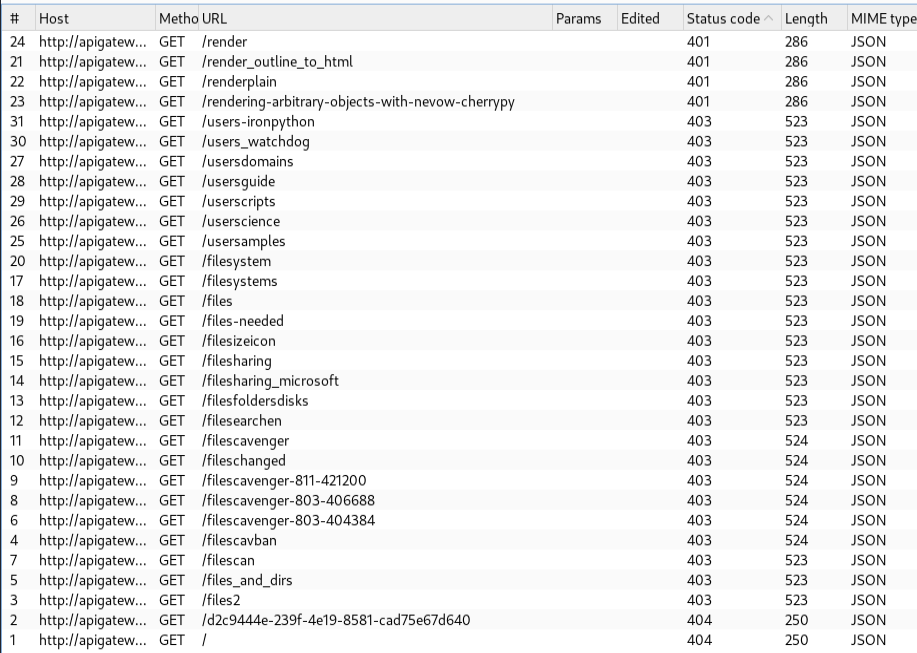 # Host Metho URL Params Edited Status code Length MIME type
24 http://apigatew... GET /render 401 286 JSON
21 http://apigatew... GET /render_outline_to_html 401 286 JSON
22 http://apigatew... GET /renderplain 401 286 JSON
23 http://apigatew... GET /rendering-arbitrary-objects-with-nevow-cherrypy 401 286 JSON
31 http://apigatew... GET /users-ironpython 403 523 JSON
30 http://apigatew... GET /users_watchdog 403 523 JSON
27 http://apigatew... GET /usersdomains 403 523 JSON
28 http://apigatew... GET /usersguide 403 523 JSON
29 http://apigatew... GET /userscripts 403 523 JSON
26 http://apigatew... GET /userscience 403 523 JSON
25 http://apigatew... GET /usersamples 403 523 JSON
20 http://apigatew... GET /filesystem 403 523 JSON
17 http://apigatew... GET /filesystems 403 523 JSON
18 http://apigatew... GET /files 403 523 JSON
19 http://apigatew... GET /files-needed 403 523 JSON
16 http://apigatew... GET /filesizeicon 403 523 JSON
15 http://apigatew... GET /filesharing 403 523 JSON
14 http://apigatew... GET /filesharing_microsoft 403 523 JSON
13 http://apigatew... GET /filesfoldersdisks 403 523 JSON
12 http://apigatew... GET /filesearchen 403 523 JSON
11 http://apigatew... GET /filescavenger 403 524 JSON
10 http://apigatew... GET /fileschanged 403 524 JSON
9 http://apigatew... GET /filescavenger-811-421200 403 524 JSON
8 http://apigatew... GET /filescavenger-803-406688 403 524 JSON
6 http://apigatew... GET /filescavenger-803-404384 403 524 JSON
4 http://apigatew... GET /filescavban 403 524 JSON
7 http://apigatew... GET /filescan 403 523 JSON
5 http://apigatew... GET /files_and_dirs 403 523 JSON
3 http://apigatew... GET /files2 403 523 JSON
2 http://apigatew... GET /d2c9444e-239f-4e19-8581-cad75e67d640 404 250 JSON
1 http://apigatew... GET / 404 250 JSON